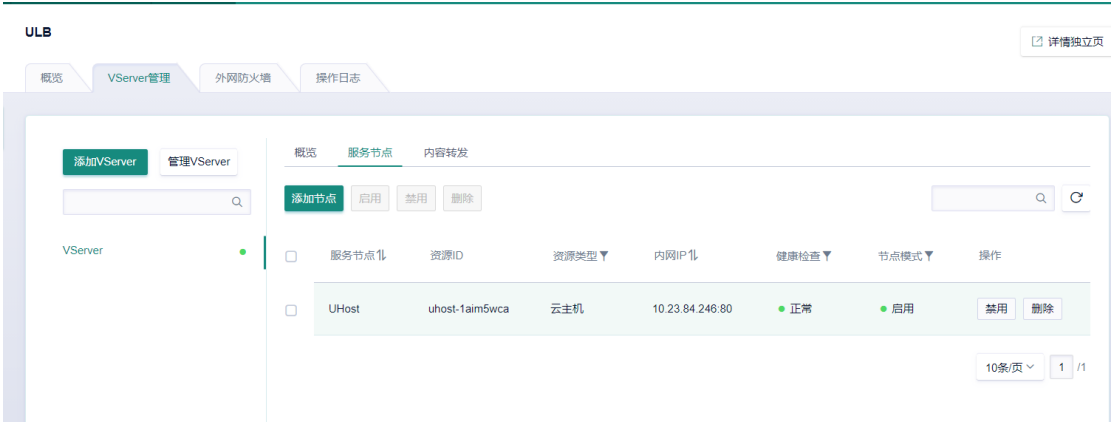 ULB
详情独立页
概览 VServer管理 外网防火墙 操作日志
添加VServer 管理VServer
概览 服务节点 内容转发
添加节点 启用 禁用 删除
VServer
服务节点 资源ID 资源类型 内网IP 健康检查 节点模式 操作
UHost uhost-1aim5wca 云主机 10.23.84.246:80 正常 启用 禁用 删除
10条/页 1 /1